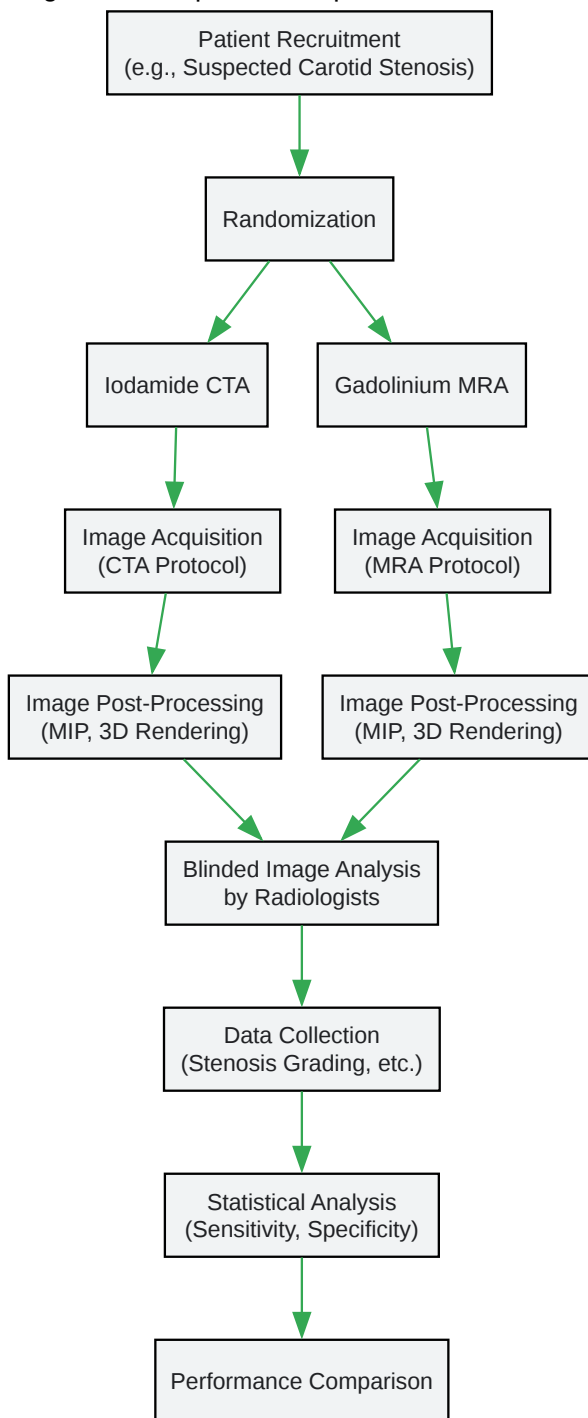 Patient Recruitment
(e.g., Suspected Carotid Stenosis)
Randomization
Iodamide CTA
Gadolinium MRA
Image Acquisition
(CTA Protocol)
Image Acquisition
(MRA Protocol)
Image Post-Processing
(MIP, 3D Rendering)
Image Post-Processing
(MIP, 3D Rendering)
Blinded Image Analysis
by Radiologists
Data Collection
(Stenosis Grading, etc.)
Statistical Analysis
(Sensitivity, Specificity)
Performance Comparison